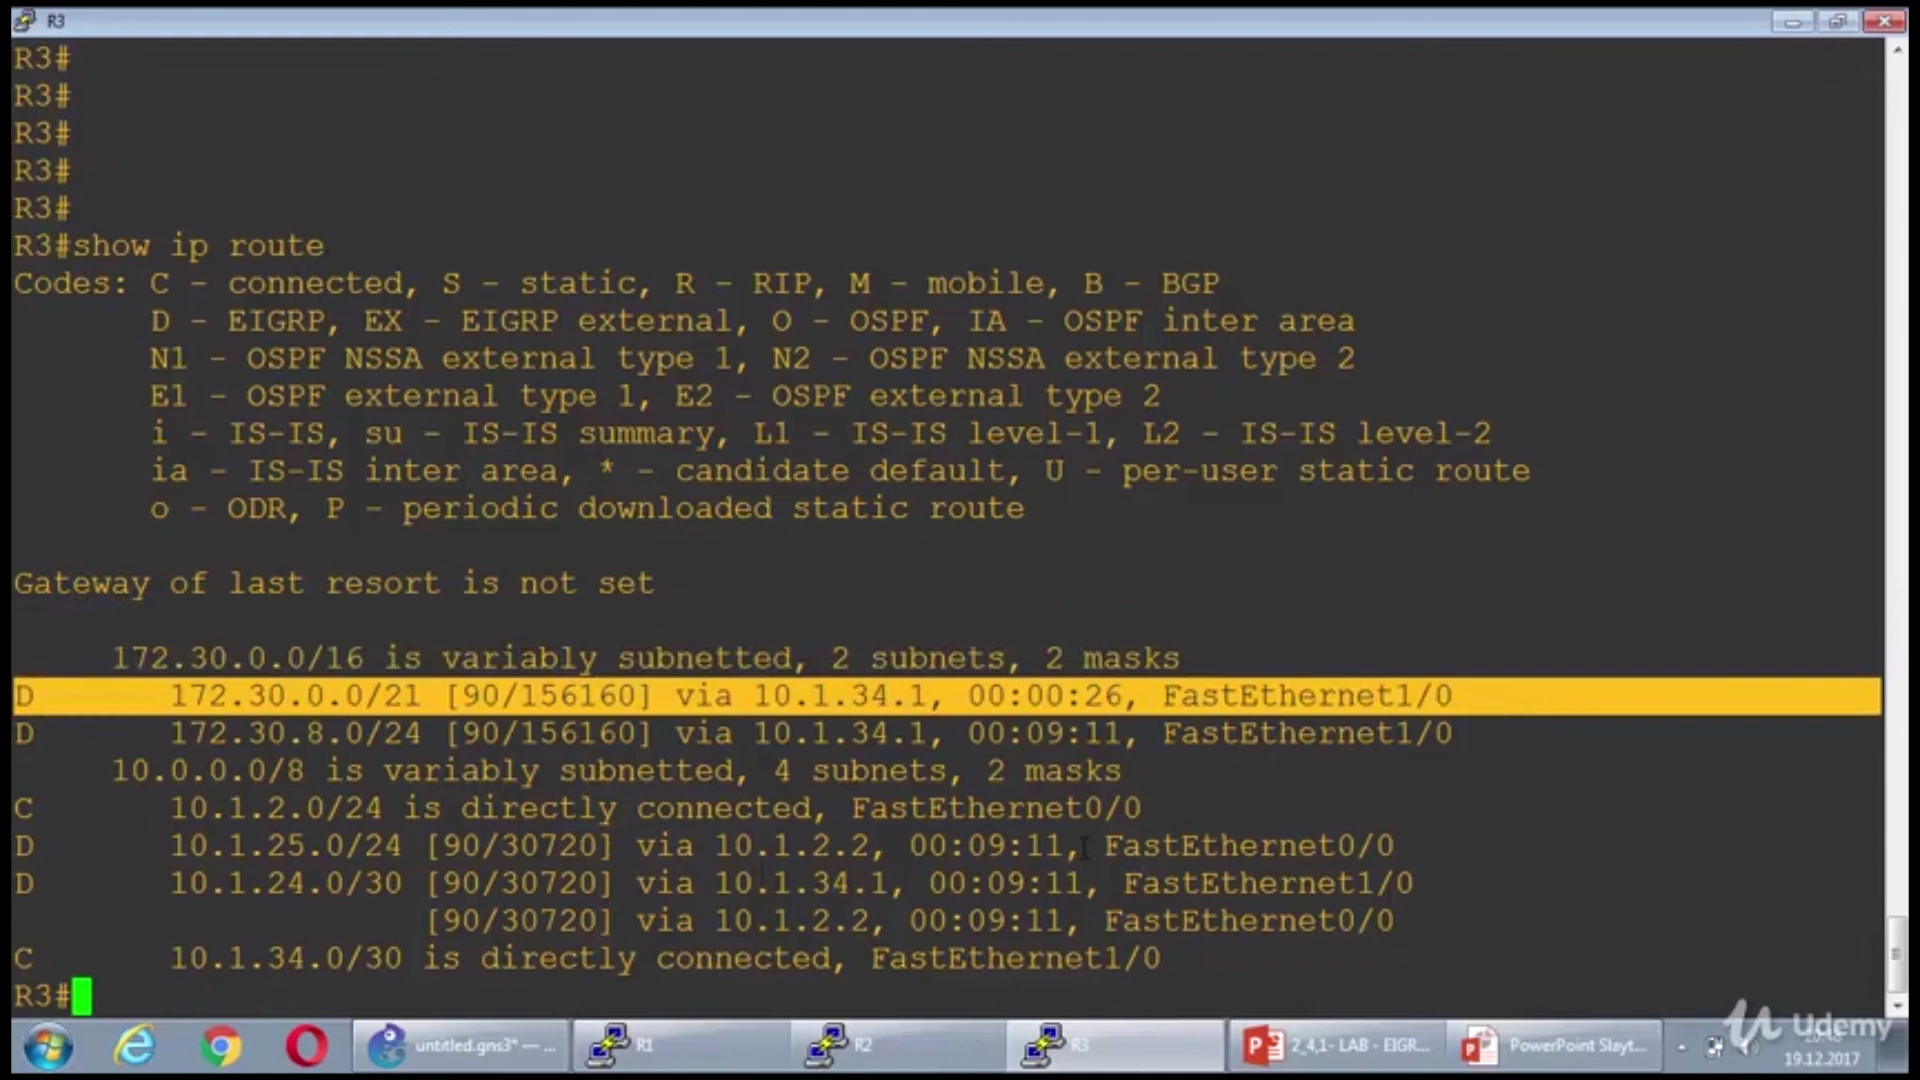 R3
R3#
R3#
R3#
R3#
R3#
R3#show ip route
Codes: C - connected, S - static, R - RIP, M - mobile, B - BGP
D - EIGRP, EX - EIGRP external, O - OSPF, IA - OSPF inter area
N1 - OSPF NSSA external type 1, N2 - OSPF NSSA external type 2
E1 - OSPF external type 1, E2 - OSPF external type 2
i - IS-IS, su - IS-IS summary, L1 - IS-IS level-1, L2 - IS-IS level-2
ia - IS-IS inter area, * - candidate default, U - per-user static route
o - ODR, P - periodic downloaded static route
Gateway of last resort is not set
172.30.0.0/16 is variably subnetted, 2 subnets, 2 masks
D 172.30.0.0/21 [90/156160] via 10.1.34.1, 00:00:26, FastEthernet1/0
D 172.30.8.0/24 [90/156160] via 10.1.34.1, 00:09:11, FastEthernet1/0
10.0.0.0/8 is variably subnetted, 4 subnets, 2 masks
C 10.1.2.0/24 is directly connected, FastEthernet0/0
D 10.1.25.0/24 [90/30720] via 10.1.2.2, 00:09:11, FastEthernet0/0
D 10.1.24.0/30 [90/30720] via 10.1.34.1, 00:09:11, FastEthernet1/0
[90/30720] via 10.1.2.2, 00:09:11, FastEthernet0/0
C 10.1.34.0/30 is directly connected, FastEthernet1/0
R3#
untitled.gns3* — ... R1 R2 R3 2_4,1- LAB - EIGR... PowerPoint Slayt...
Udemy
19.12.2017